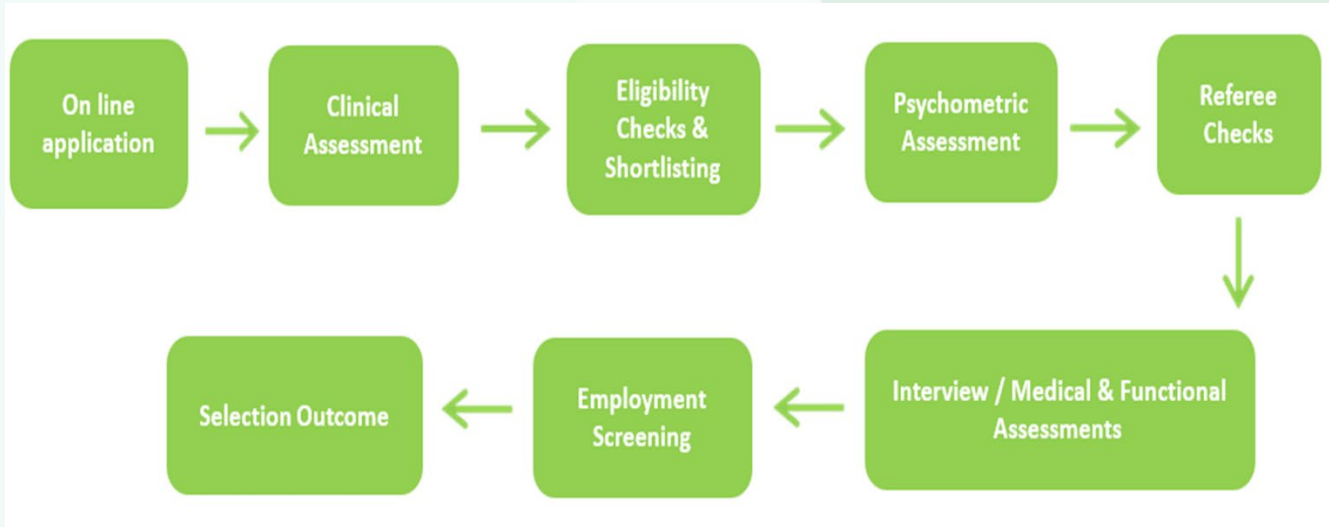 On line
application
Clinical
Assessment
Eligibility
Checks &
Shortlisting
Psychometric
Assessment
Referee
Checks
Interview / Medical & Functional
Assessments
Employment
Screening
Selection Outcome